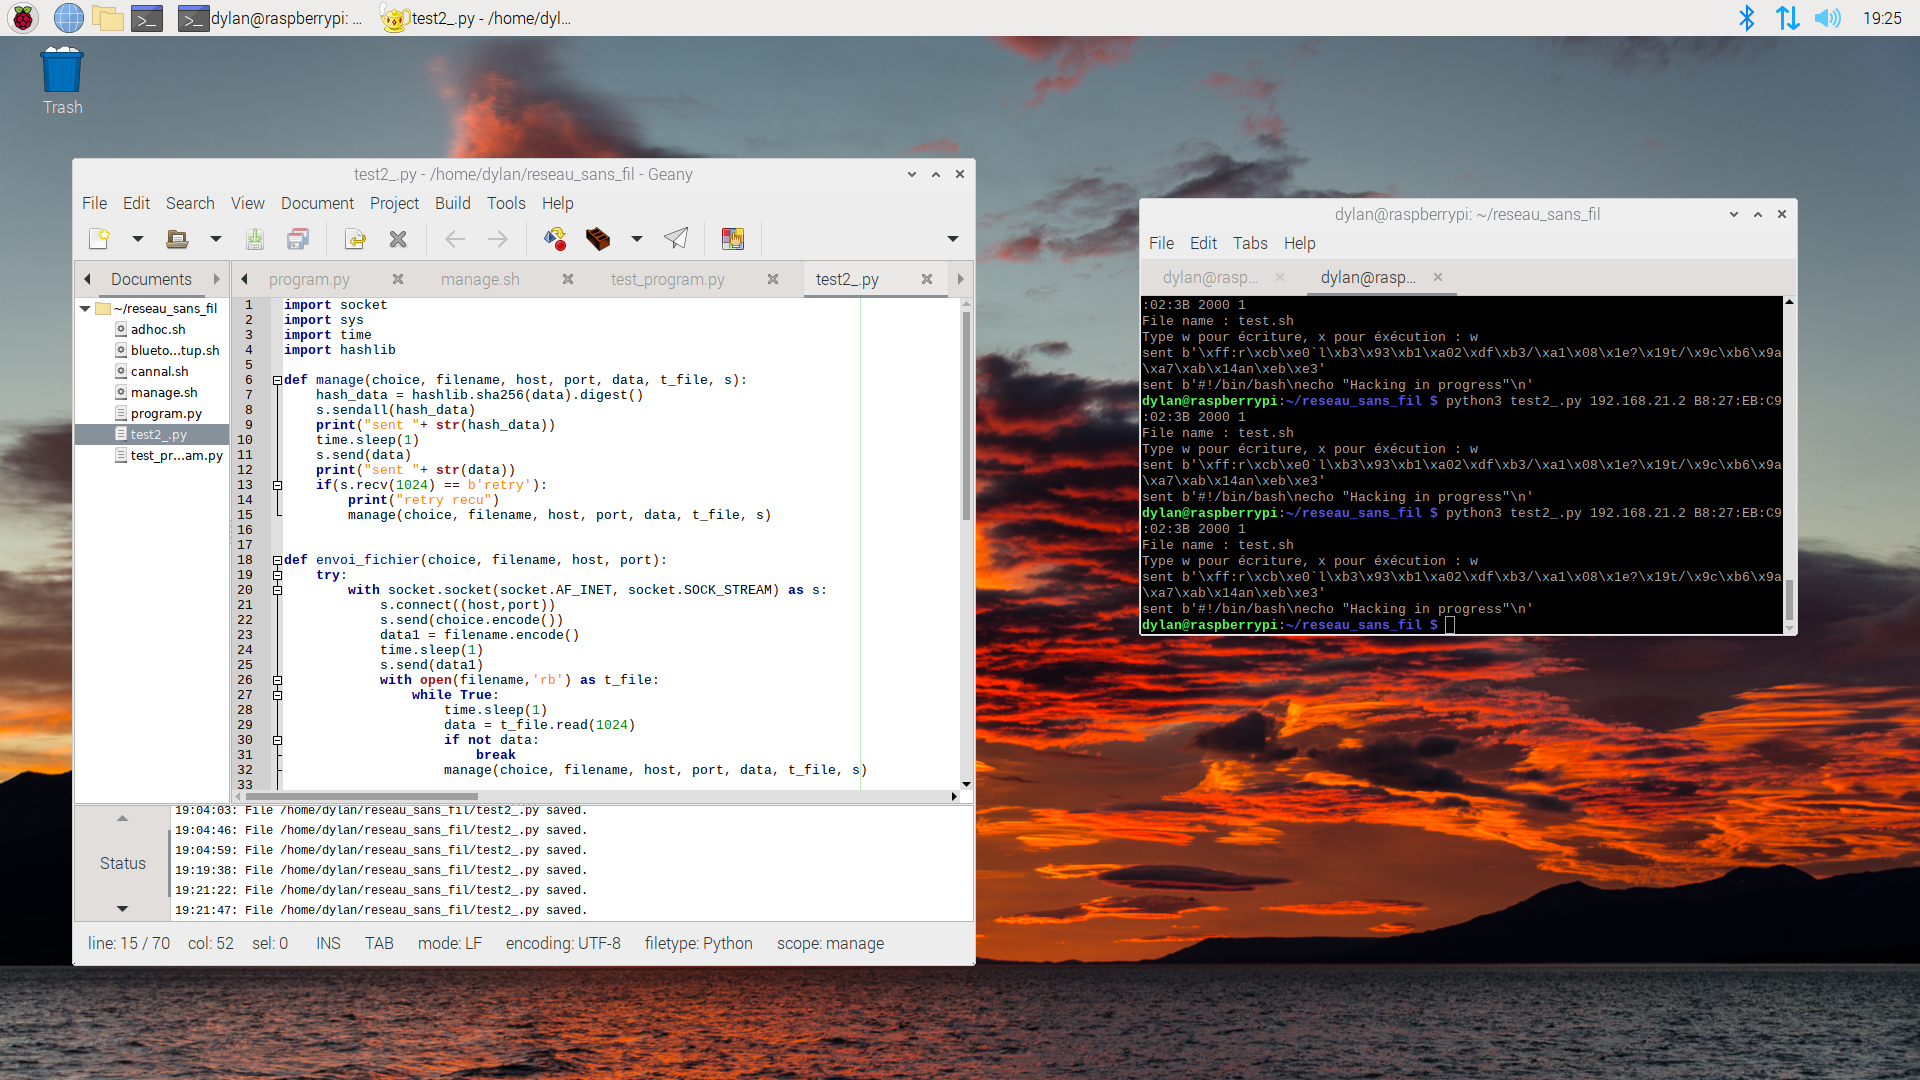 dylan@raspberrypi: ...
test2_.py - /home/dyl...
19:25
Trash
test2_.py - /home/dylan/reseau_sans_fil - Geany
File Edit Search View Document Project Build Tools Help
Documents
program.py
manage.sh
test_program.py
test2_.py
~/reseau_sans_fil
adhoc.sh
blueto...tup.sh
cannal.sh
manage.sh
program.py
test2_.py
test_pr...am.py
1 import socket
2 import sys
3 import time
4 import hashlib
5
6 def manage(choice, filename, host, port, data, t_file, s):
7 hash_data = hashlib.sha256(data).digest()
8 s.sendall(hash_data)
9 print("sent "+ str(hash_data))
10 time.sleep(1)
11 s.send(data)
12 print("sent "+ str(data))
13 if(s.recv(1024) == b'retry'):
14 print("retry recu")
15 manage(choice, filename, host, port, data, t_file, s)
16
17
18 def envoi_fichier(choice, filename, host, port):
19 try:
20 with socket.socket(socket.AF_INET, socket.SOCK_STREAM) as s:
21 s.connect((host,port))
22 s.send(choice.encode())
23 data1 = filename.encode()
24 time.sleep(1)
25 s.send(data1)
26 with open(filename,'rb') as t_file:
27 while True:
28 time.sleep(1)
29 data = t_file.read(1024)
30 if not data:
31 break
32 manage(choice, filename, host, port, data, t_file, s)
33
Status
19:04:03: File /home/dylan/reseau_sans_fil/test2_.py saved.
19:04:46: File /home/dylan/reseau_sans_fil/test2_.py saved.
19:04:59: File /home/dylan/reseau_sans_fil/test2_.py saved.
19:19:38: File /home/dylan/reseau_sans_fil/test2_.py saved.
19:21:22: File /home/dylan/reseau_sans_fil/test2_.py saved.
19:21:47: File /home/dylan/reseau_sans_fil/test2_.py saved.
line: 15 / 70 col: 52 sel: 0 INS TAB mode: LF encoding: UTF-8 filetype: Python scope: manage
dylan@raspberrypi: ~/reseau_sans_fil
File Edit Tabs Help
dylan@rasp...
dylan@rasp...
:02:3B 2000 1
File name : test.sh
Type w pour écriture, x pour éxécution : w
sent b'\xff:r\xcb\xe0`l\xb3\x93\xb1\xa02\xdf\xb3/\xa1\x08\x1e?\x19t/\x9c\xb6\x9a
\xa7\xab\x14an\xeb\xe3'
sent b'#!/bin/bash\necho "Hacking in progress"\n'
dylan@raspberrypi:~/reseau_sans_fil $ python3 test2_.py 192.168.21.2 B8:27:EB:C9
:02:3B 2000 1
File name : test.sh
Type w pour écriture, x pour éxécution : w
sent b'\xff:r\xcb\xe0`l\xb3\x93\xb1\xa02\xdf\xb3/\xa1\x08\x1e?\x19t/\x9c\xb6\x9a
\xa7\xab\x14an\xeb\xe3'
sent b'#!/bin/bash\necho "Hacking in progress"\n'
dylan@raspberrypi:~/reseau_sans_fil $ python3 test2_.py 192.168.21.2 B8:27:EB:C9
:02:3B 2000 1
File name : test.sh
Type w pour écriture, x pour éxécution : w
sent b'\xff:r\xcb\xe0`l\xb3\x93\xb1\xa02\xdf\xb3/\xa1\x08\x1e?\x19t/\x9c\xb6\x9a
\xa7\xab\x14an\xeb\xe3'
sent b'#!/bin/bash\necho "Hacking in progress"\n'
dylan@raspberrypi:~/reseau_sans_fil $